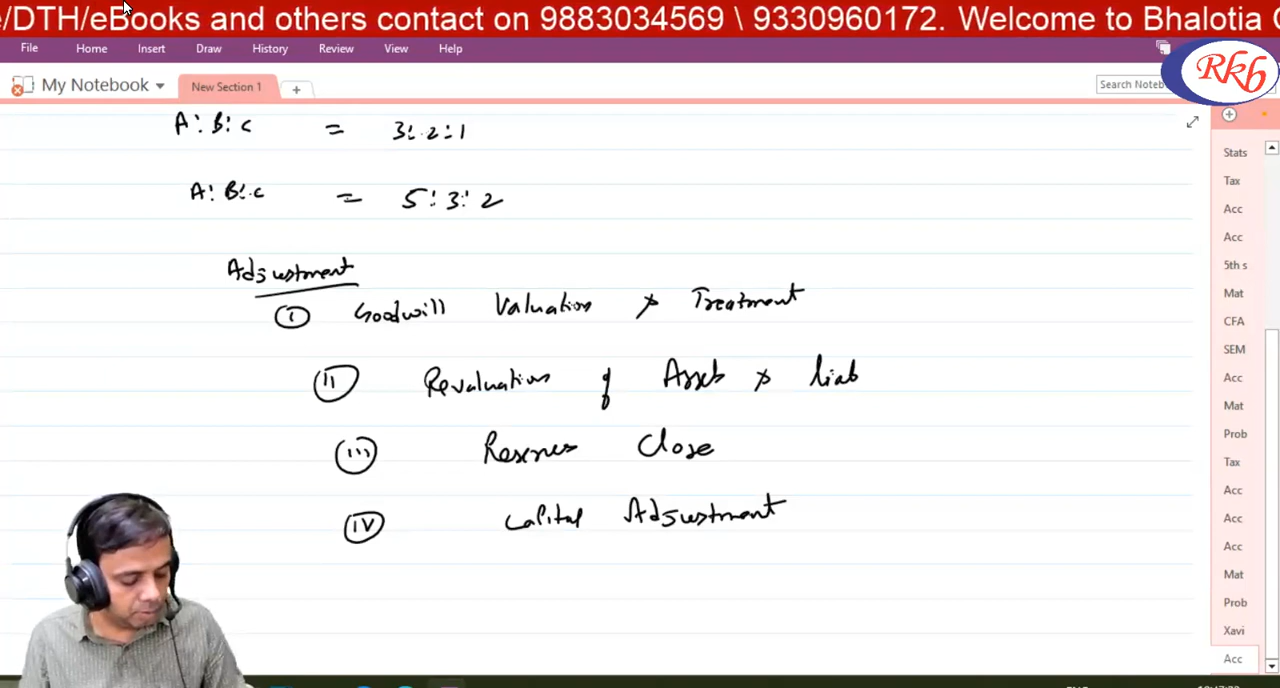 /DTH/eBooks and others contact on 9883034569 \ 9330960172. Welcome to Bhalotia C
File Home Insert Draw History Review View Help
Rkb
My Notebook
New Section 1
+
Search Noteb
A:B:C = 3:2:1
A:B:C = 5:3:2
Adjustment
(i) Goodwill Valuation & Treatment
(ii) Revaluation of Asset & liab
(iii) Reserves Close
(iv) Capital Adjustment
Stats
Tax
Acc
Acc
5th s
Mat
CFA
SEM
Acc
Mat
Prob
Tax
Acc
Acc
Acc
Mat
Prob
Xavi
Acc